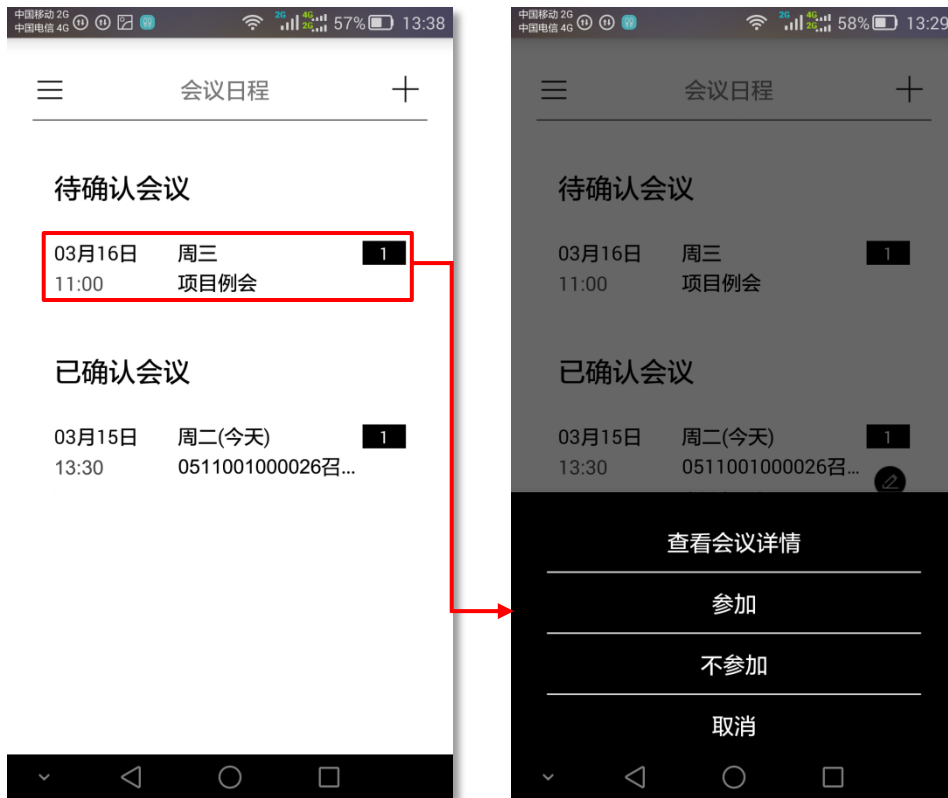 中国移动 2G
中国电信 4G
2G 4G 2G 57% 13:38
会议日程
待确认会议
03月16日 周三 1
11:00 项目例会
已确认会议
03月15日 周二(今天) 1
13:30 0511001000026召...
中国移动 2G
中国电信 4G
2G 4G 2G 58% 13:29
会议日程
待确认会议
03月16日 周三 1
11:00 项目例会
已确认会议
03月15日 周二(今天) 1
13:30 0511001000026召...
查看会议详情
参加
不参加
取消